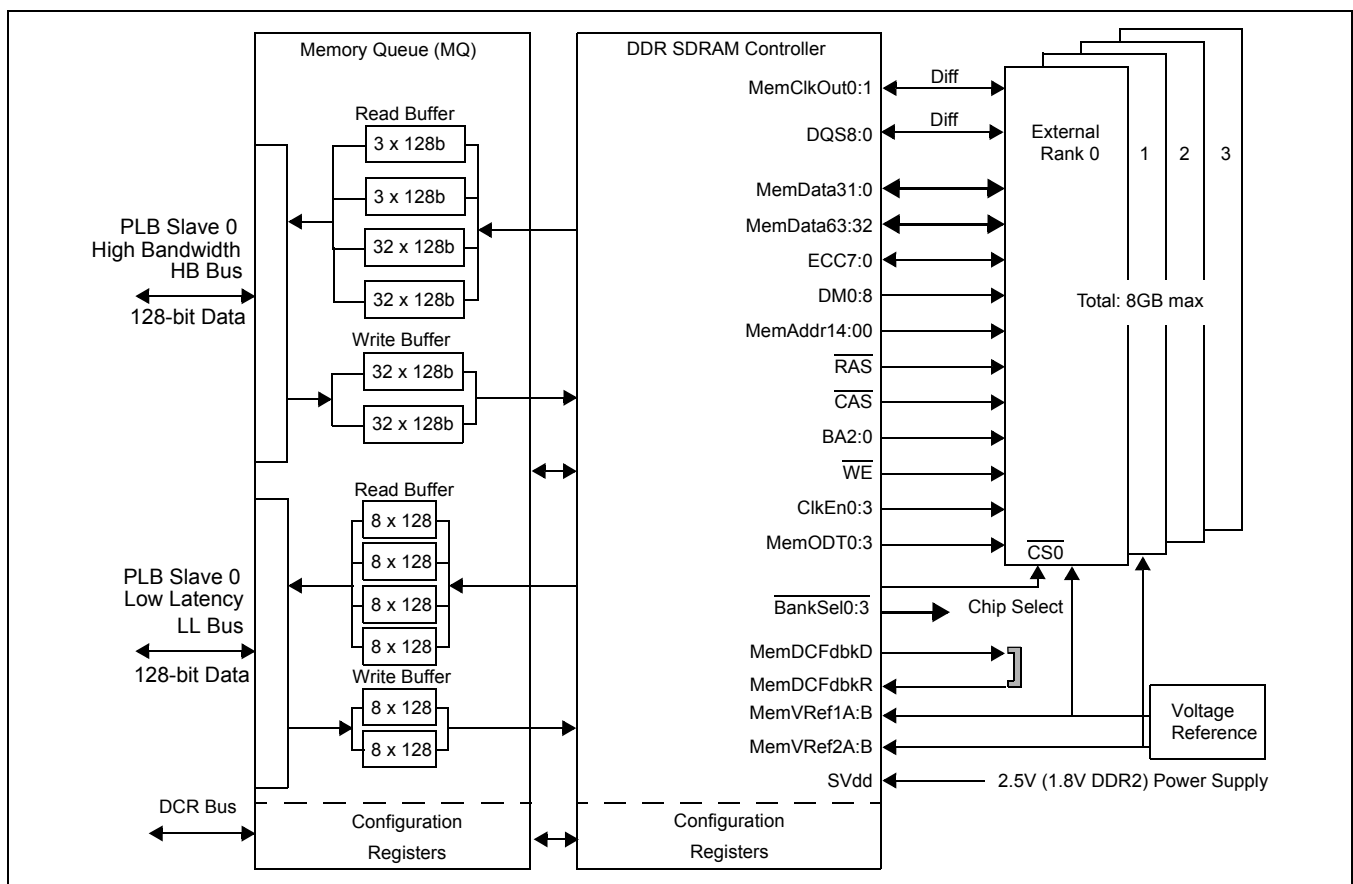 Memory Queue (MQ)
DDR SDRAM Controller
Read Buffer
3 x 128b
3 x 128b
32 x 128b
32 x 128b
Write Buffer
32 x 128b
32 x 128b
PLB Slave 0
High Bandwidth
HB Bus
128-bit Data
Read Buffer
8 x 128
8 x 128
8 x 128
8 x 128
Write Buffer
8 x 128
8 x 128
PLB Slave 0
Low Latency
LL Bus
128-bit Data
DCR Bus
Configuration
Registers
Configuration
Registers
MemClkOut0:1
Diff
DQS8:0
Diff
MemData31:0
MemData63:32
ECC7:0
DM0:8
MemAddr14:00
RAS
CAS
BA2:0
WE
ClkEn0:3
MemODT0:3
BankSel0:3
Chip Select
MemDCFdbkD
MemDCFdbkR
MemVRef1A:B
MemVRef2A:B
SVdd
2.5V (1.8V DDR2) Power Supply
External
Rank 0
1
2
3
Total: 8GB max
CS0
Voltage
Reference